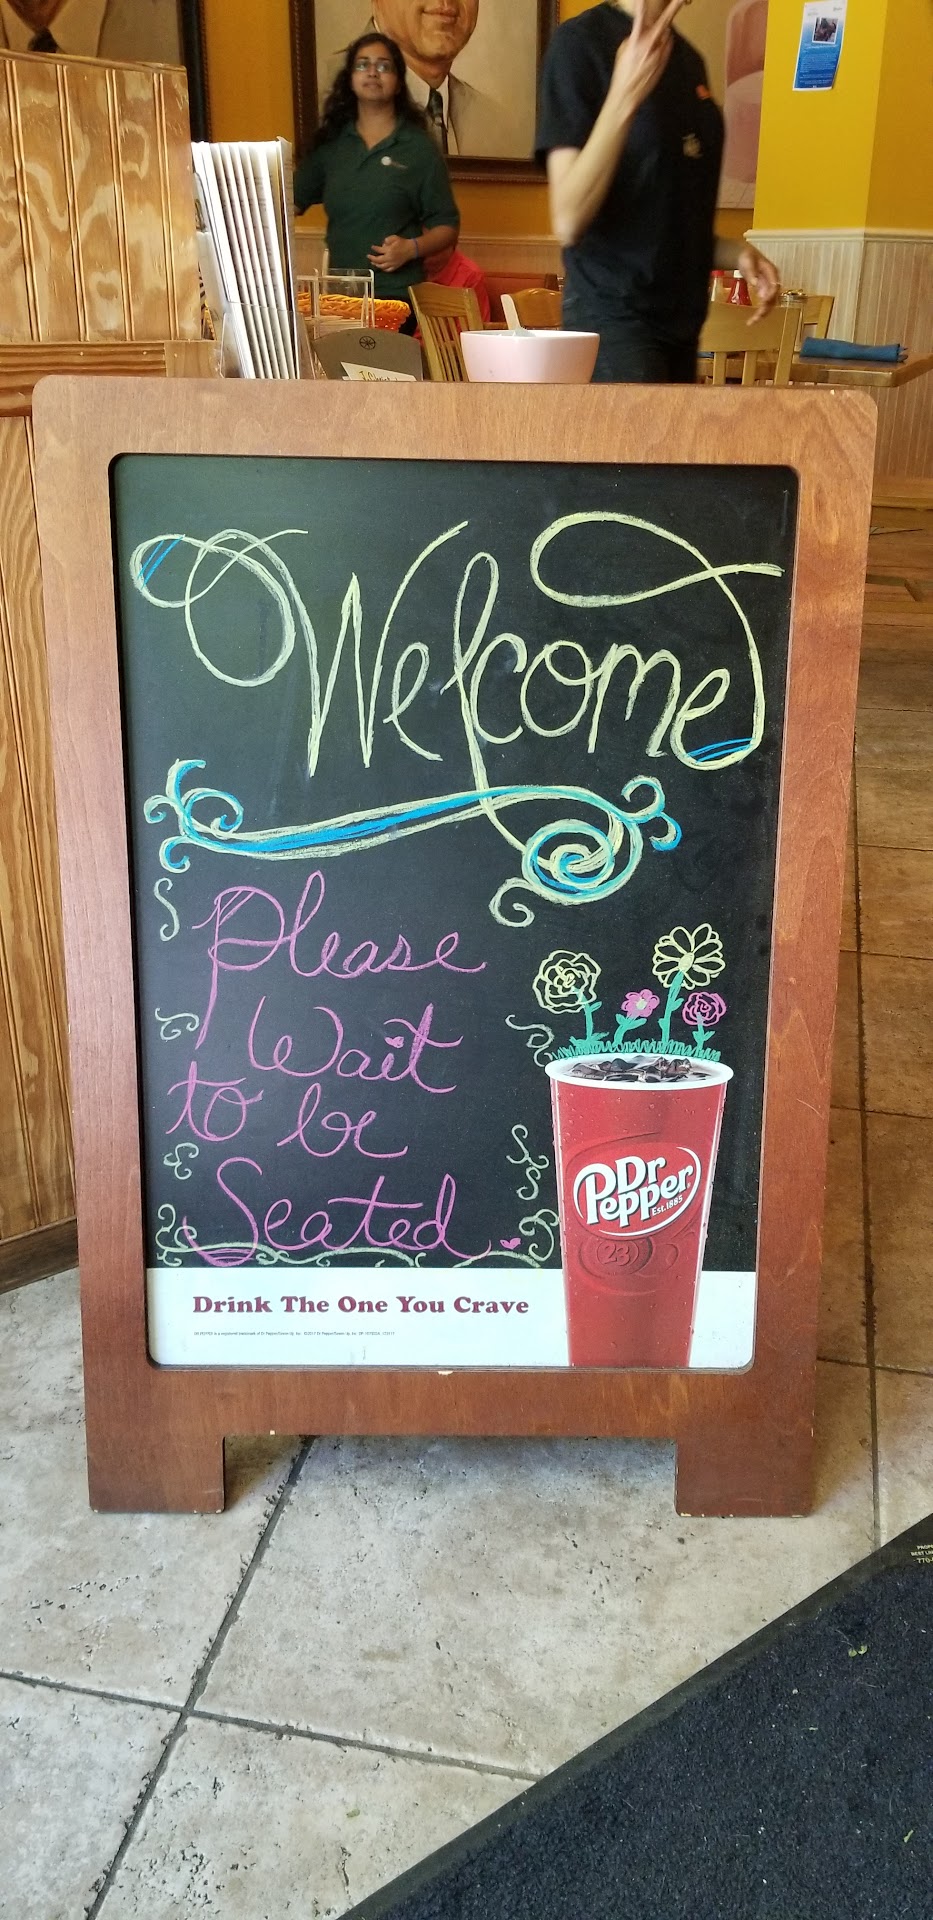 Welcome
Please
Wait
to be
Seated
Dr
Pepper
Est.1885
23
Drink The One You Crave